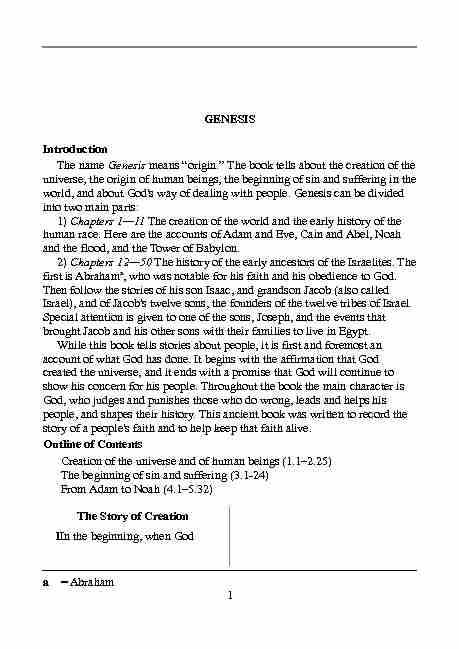 GENESIS
Introduction
The name Genesis means “origin.” The book tells about the creation of the
universe, the origin of human beings, the beginning of sin and suffering in the
world, and about God's way of dealing with people. Genesis can be divided
into two main parts:
1) Chapters 1—11 The creation of the world and the early history of the
human race. Here are the accounts of Adam and Eve, Cain and Abel, Noah
and the flood, and the Tower of Babylon.
2) Chapters 12—50 The history of the early ancestors of the Israelites. The
first is Abrahamª, who was notable for his faith and his obedience to God.
Then follow the stories of his son Isaac, and grandson Jacob (also called
Israel), and of Jacob's twelve sons, the founders of the twelve tribes of Israel.
Special attention is given to one of the sons, Joseph, and the events that
brought Jacob and his other sons with their families to live in Egypt.
While this book tells stories about people, it is first and foremost an
account of what God has done. It begins with the affirmation that God
created the universe, and it ends with a promise that God will continue to
show his concern for his people. Throughout the book the main character is
God, who judges and punishes those who do wrong, leads and helps his
people, and shapes their history. This ancient book was written to record the
story of a people's faith and to help keep that faith alive.
Outline of Contents
Creation of the universe and of human beings (1.1–2.25)
The beginning of sin and suffering (3.1-24)
From Adam to Noah (4.1–5.32)
The Story of Creation
1In the beginning, when God
a –Abraham
1